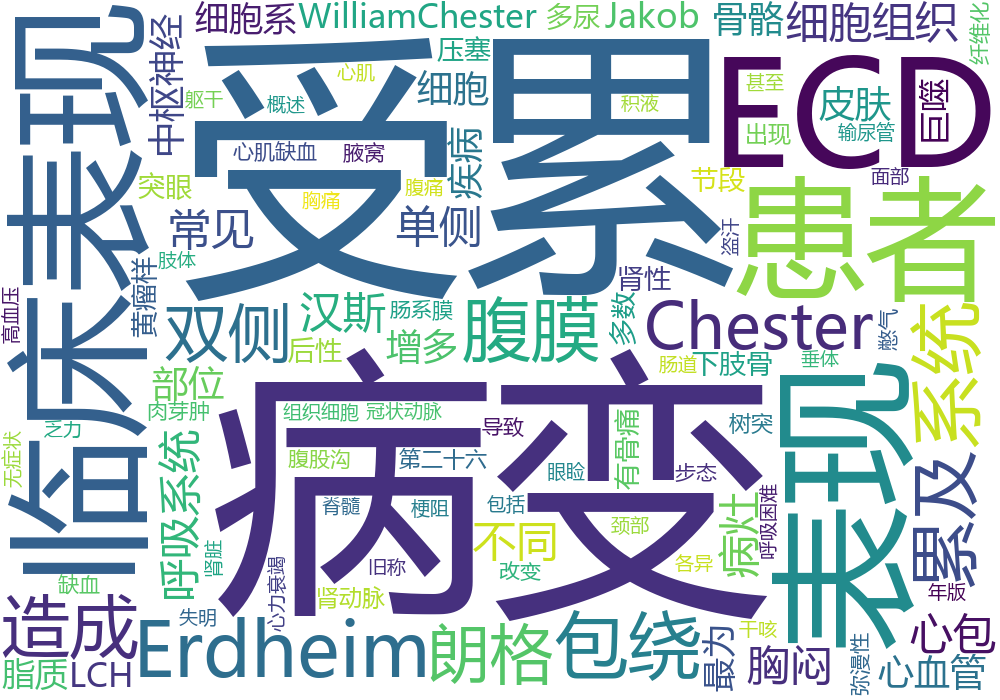 细胞系
WilliamChester
多尿
Jakob
骨骼
细胞组织
纤维化
临床表现
中枢神经
受累
压塞
细胞
心肌
躯干
概述
积液
甚至
ECD
皮肤
巨噬
出现
输尿管
心肌缺血
腋窝
疾病
突眼
胸痛
腹痛
节段
患者
面部
常见
单侧
盗汗
肢体
黄瘤样
肾性
高血压
双侧
汉斯
肠系膜
腹膜
多数
Chester
系统
憋气
后性
增多
肠道
下肢骨
垂体
部位
病变
表现
肉芽肿
组织细胞
冠状动脉
导致
有骨痛
树突
乏力
无症状
呼吸系统
腹股沟
第二十六
眼睑
步态
累及
脊髓
梗阻
包括
病灶
呼吸困难
不同
颈部
肾脏
旧称
改变
各异
缺血
心力衰竭
肾动脉
年版
造成
失明
Erdheim
朗格
包绕
干咳
心包
最为
胸闷
弥漫性
脂质
LCH
心血管